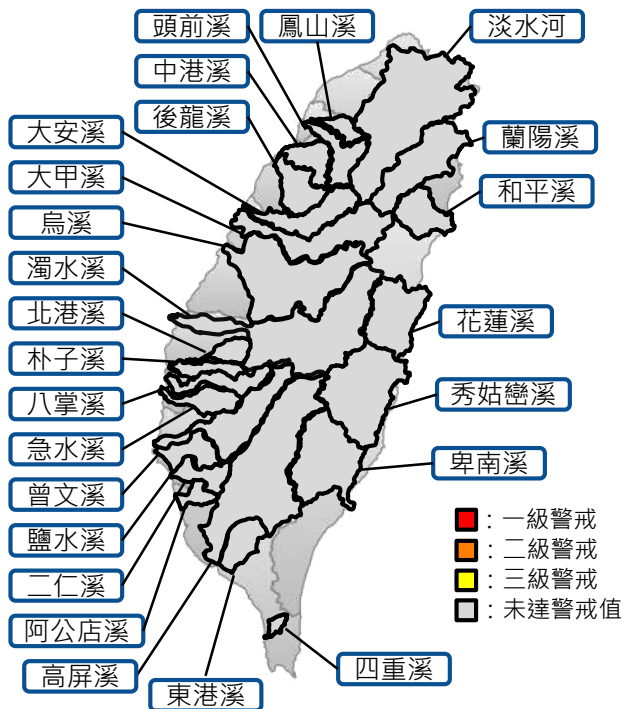 頭前溪
鳳山溪
淡水河
中港溪
後龍溪
大安溪
蘭陽溪
大甲溪
和平溪
烏溪
濁水溪
北港溪
花蓮溪
朴子溪
八掌溪
秀姑巒溪
急水溪
卑南溪
曾文溪
鹽水溪
二仁溪
阿公店溪
高屏溪
東港溪
四重溪
：一級警戒
：二級警戒
：三級警戒
：未達警戒值